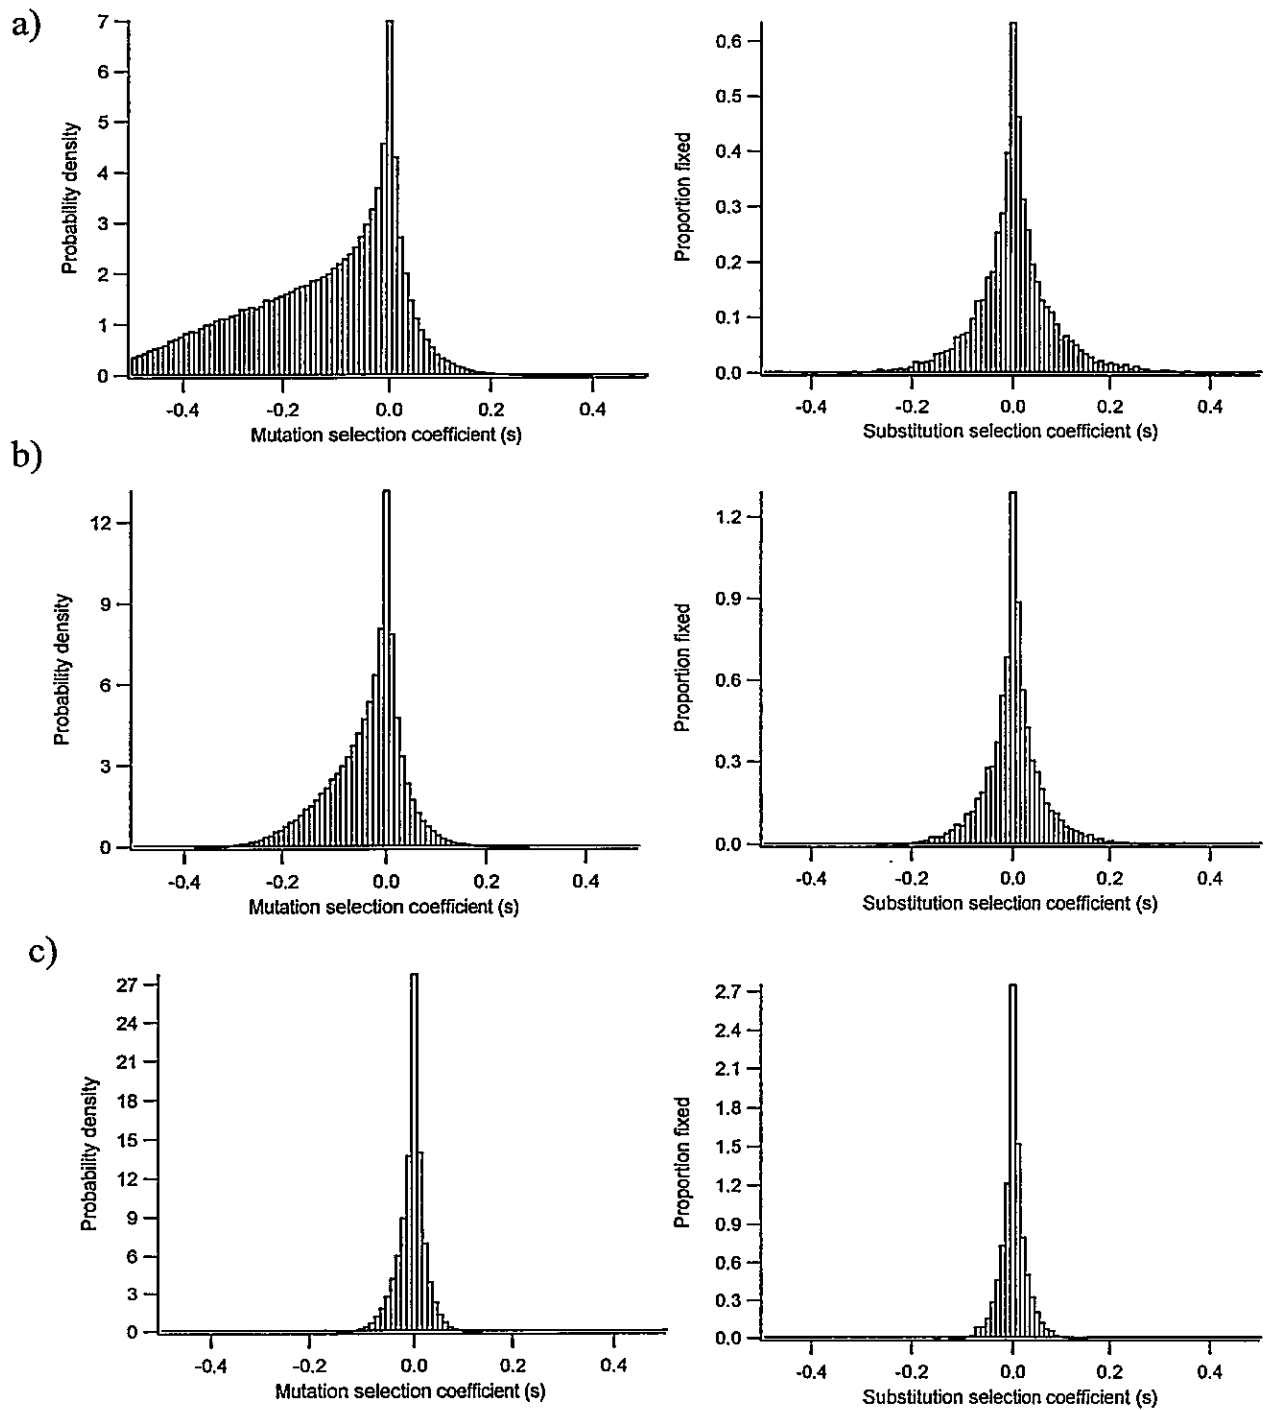 a)
7
6
5
4
3
2
1
0
Probability density
-0.4 -0.2 0.0 0.2 0.4
Mutation selection coefficient (s)
0.6
0.5
0.4
0.3
0.2
0.1
0.0
Proportion fixed
-0.4 -0.2 0.0 0.2 0.4
Substitution selection coefficient (s)
b)
12
9
6
3
0
Probability density
-0.4 -0.2 0.0 0.2 0.4
Mutation selection coefficient (s)
1.2
0.9
0.6
0.3
0.0
Proportion fixed
-0.4 -0.2 0.0 0.2 0.4
Substitution selection coefficient (s)
c)
27
24
21
18
15
12
9
6
3
0
Probability density
-0.4 -0.2 0.0 0.2 0.4
Mutation selection coefficient (s)
2.7
2.4
2.1
1.8
1.5
1.2
0.9
0.6
0.3
0.0
Proportion fixed
-0.4 -0.2 0.0 0.2 0.4
Substitution selection coefficient (s)